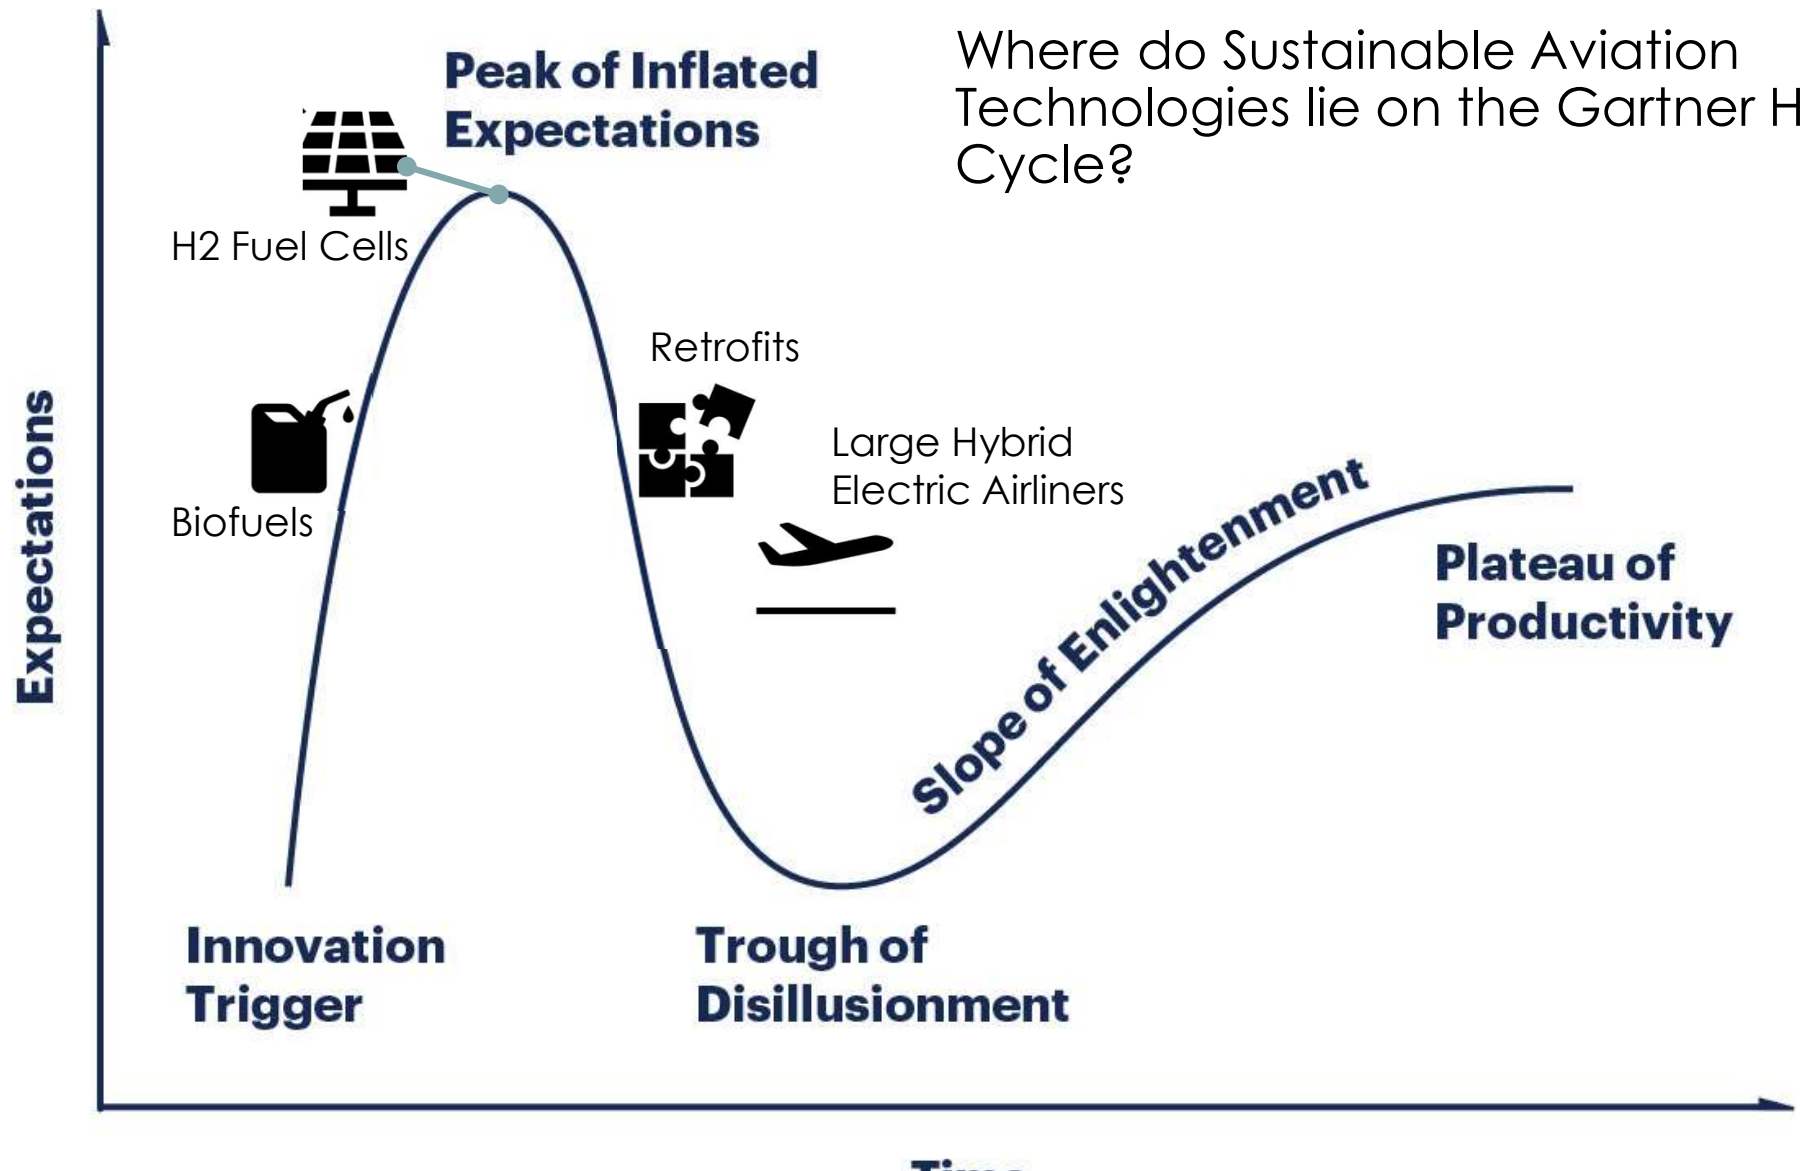 Where do Sustainable Aviation
Technologies lie on the Gartner H
Cycle?
Peak of Inflated
Expectations
H2 Fuel Cells
Retrofits
Large Hybrid
Electric Airliners
Biofuels
Expectations
Slope of Enlightenment
Plateau of
Productivity
Innovation
Trigger
Trough of
Disillusionment
Time